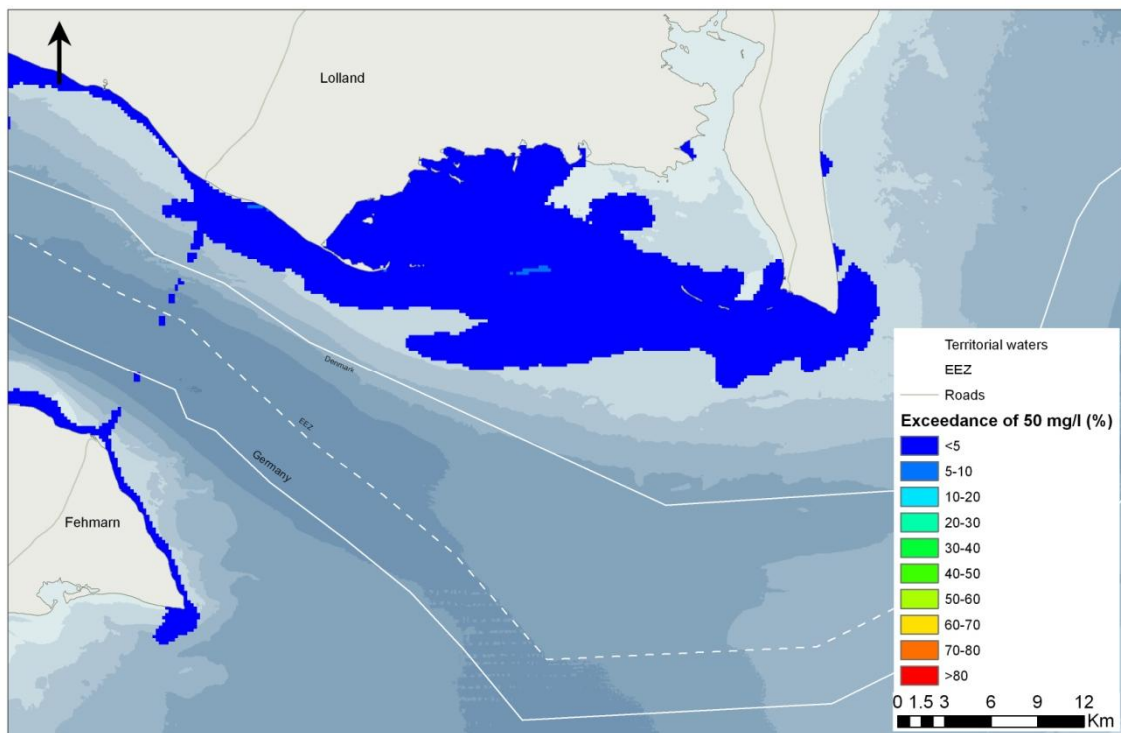 Lolland
Denmark
EEZ
Germany
Fehmarn
Territorial waters
EEZ
Roads
Exceedance of 50 mg/l (%)
<5
5-10
10-20
20-30
30-40
40-50
50-60
60-70
70-80
>80
0 1.5 3 6 9 12
Km